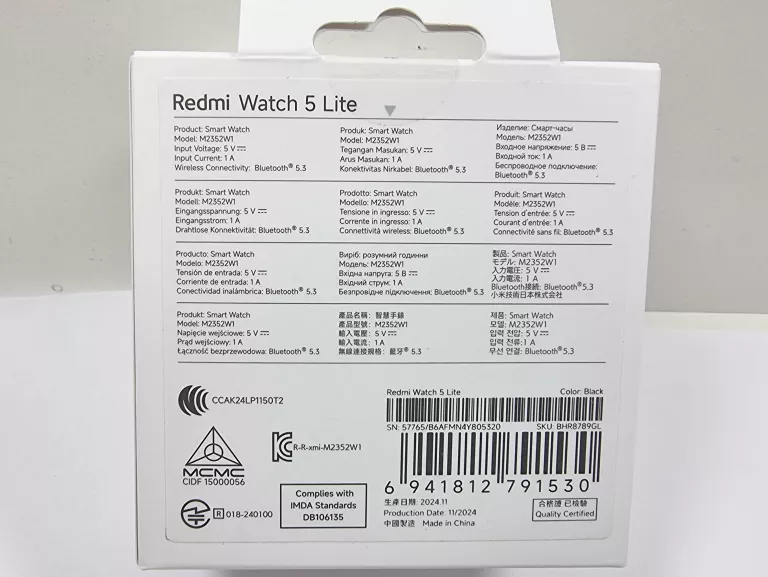 Redmi Watch 5 Lite
Product: Smart Watch
Model: M2352W1
Input Voltage: 5 V ⎓
Input Current: 1 A
Wireless Connectivity: Bluetooth® 5.3
Produk: Smart Watch
Model: M2352W1
Tegangan Masukan: 5 V ⎓
Arus Masukan: 1 A
Konektivitas Nirkabel: Bluetooth® 5.3
Изделие: Смарт-часы
Модель: M2352W1
Входное напряжение: 5 В ⎓
Входной ток: 1 А
Беспроводное подключение:
Bluetooth® 5.3
Produkt: Smart Watch
Modell: M2352W1
Eingangsspannung: 5 V ⎓
Eingangsstrom: 1 A
Drahtlose Konnektivität: Bluetooth® 5.3
Prodotto: Smart Watch
Modello: M2352W1
Tensione in ingresso: 5 V ⎓
Corrente in ingresso: 1 A
Connettività wireless: Bluetooth® 5.3
Produit: Smart Watch
Modèle: M2352W1
Tension d'entrée: 5 V ⎓
Courant d'entrée: 1 A
Connectivité sans fil: Bluetooth® 5.3
Producto: Smart Watch
Modelo: M2352W1
Tensión de entrada: 5 V ⎓
Corriente de entrada: 1 A
Conectividad inalámbrica: Bluetooth® 5.3
Виріб: розумний годинни
Модель: M2352W1
Вхідна напруга: 5 В ⎓
Вхідний струм: 1 А
Безпровідне підключення: Bluetooth® 5.3
製品: Smart Watch
モデル: M2352W1
入力電圧: 5 V ⎓
入力電流: 1 A
Bluetooth接続: Bluetooth® 5.3
小米技術日本株式会社
Produkt: Smart Watch
Model: M2352W1
Napięcie wejściowe: 5 V ⎓
Prąd wejściowy: 1 A
Łączność bezprzewodowa: Bluetooth® 5.3
產品名稱: 智慧手錶
產品型號: M2352W1
輸入電壓: 5 V ⎓
輸入電流: 1 A
無線連接規格: 藍牙® 5.3
제품: Smart Watch
모델: M2352W1
입력 전압: 5 V ⎓
입력 전류: 1 A
무선 연결: Bluetooth® 5.3
CCAK24LP1150T2
MCMC
CIDF 15000056
R-R-xmi-M2352W1
R 018-240100
Complies with
IMDA Standards
DB106135
Redmi Watch 5 Lite Color: Black
SN: 57765/B6AFMN4Y805320 SKU: BHR8789GL
6 941812 791530
生產日期: 2024.11
Production Date: 11/2024
中國製造 Made in China
合格證 已檢驗
Quality Certified